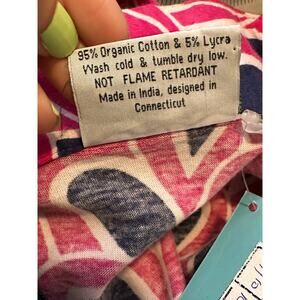 95% Organic Cotton & 5% Lycra
Wash cold & tumble dry low.
NOT FLAME RETARDANT
Made in India, designed in
Connecticut